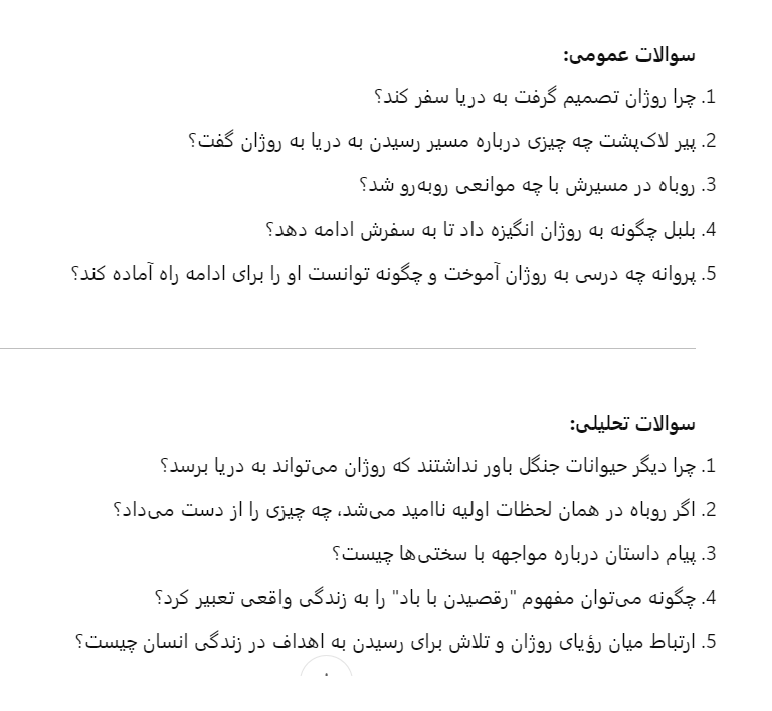 سوالات عمومی:
1. چرا روژان تصمیم گرفت به دریا سفر کند؟
2. پیر لاک‌پشت چه چیزی درباره مسیر رسیدن به دریا به روژان گفت؟
3. روباه در مسیرش با چه موانعی روبه‌رو شد؟
4. بلبل چگونه به روژان انگیزه داد تا به سفرش ادامه دهد؟
5. پروانه چه درسی به روژان آموخت و چگونه توانست او را برای ادامه راه آماده کند؟
سوالات تحلیلی:
1. چرا دیگر حیوانات جنگل باور نداشتند که روژان می‌تواند به دریا برسد؟
2. اگر روباه در همان لحظات اولیه ناامید می‌شد، چه چیزی را از دست می‌داد؟
3. پیام داستان درباره مواجهه با سختی‌ها چیست؟
4. چگونه می‌توان مفهوم "رقصیدن با باد" را به زندگی واقعی تعبیر کرد؟
5. ارتباط میان رؤیای روژان و تلاش برای رسیدن به اهداف در زندگی انسان چیست؟